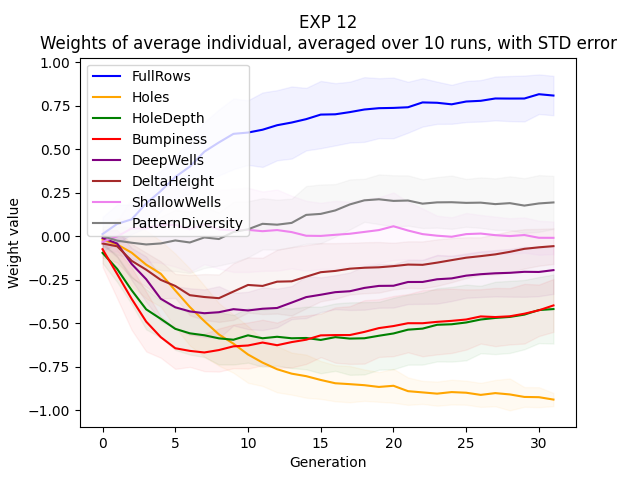 EXP 12
Weights of average individual, averaged over 10 runs, with STD error
1.00
0.75
0.50
0.25
0.00
−0.25
−0.50
−0.75
−1.00
Weight value
FullRows
Holes
HoleDepth
Bumpiness
DeepWells
DeltaHeight
ShallowWells
PatternDiversity
0 5 10 15 20 25 30
Generation